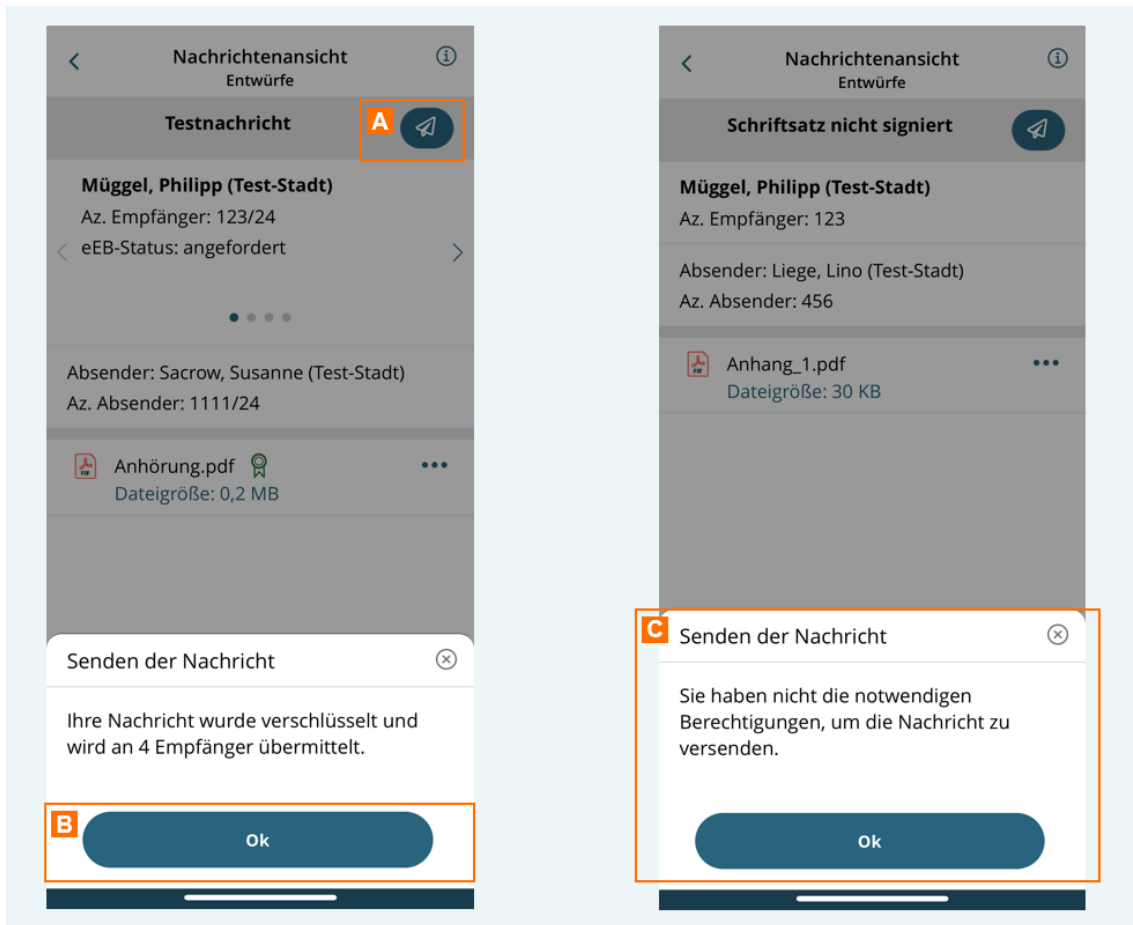 Nachrichtenansicht
Entwürfe
Testnachricht
A
Müggel, Philipp (Test-Stadt)
Az. Empfänger: 123/24
eEB-Status: angefordert
Absender: Sacrow, Susanne (Test-Stadt)
Az. Absender: 1111/24
PDF
Anhörung.pdf
Dateigröße: 0,2 MB
Senden der Nachricht
Ihre Nachricht wurde verschlüsselt und
wird an 4 Empfänger übermittelt.
B
Ok
Nachrichtenansicht
Entwürfe
Schriftsatz nicht signiert
Müggel, Philipp (Test-Stadt)
Az. Empfänger: 123
Absender: Liege, Lino (Test-Stadt)
Az. Absender: 456
PDF
Anhang_1.pdf
Dateigröße: 30 KB
C
Senden der Nachricht
Sie haben nicht die notwendigen
Berechtigungen, um die Nachricht zu
versenden.
Ok